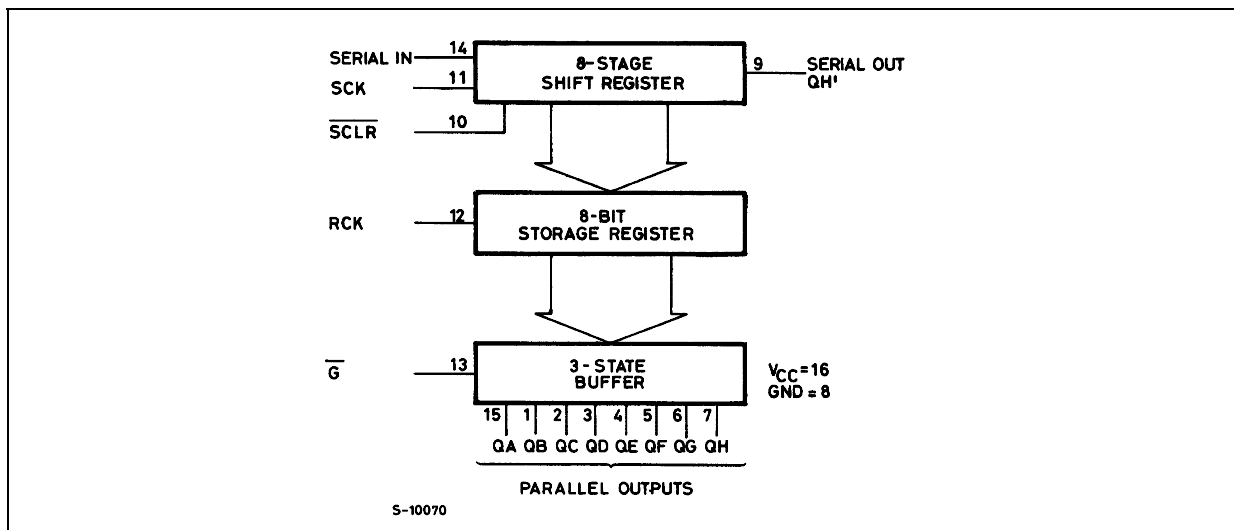 SERIAL IN 14
8-STAGE
SHIFT REGISTER
9 SERIAL OUT
QH'
SCK 11
SCLR 10
RCK 12
8-BIT
STORAGE REGISTER
G 13
3-STATE
BUFFER
VCC=16
GND=8
15 1 2 3 4 5 6 7
QA QB QC QD QE QF QG QH
PARALLEL OUTPUTS
S-10070